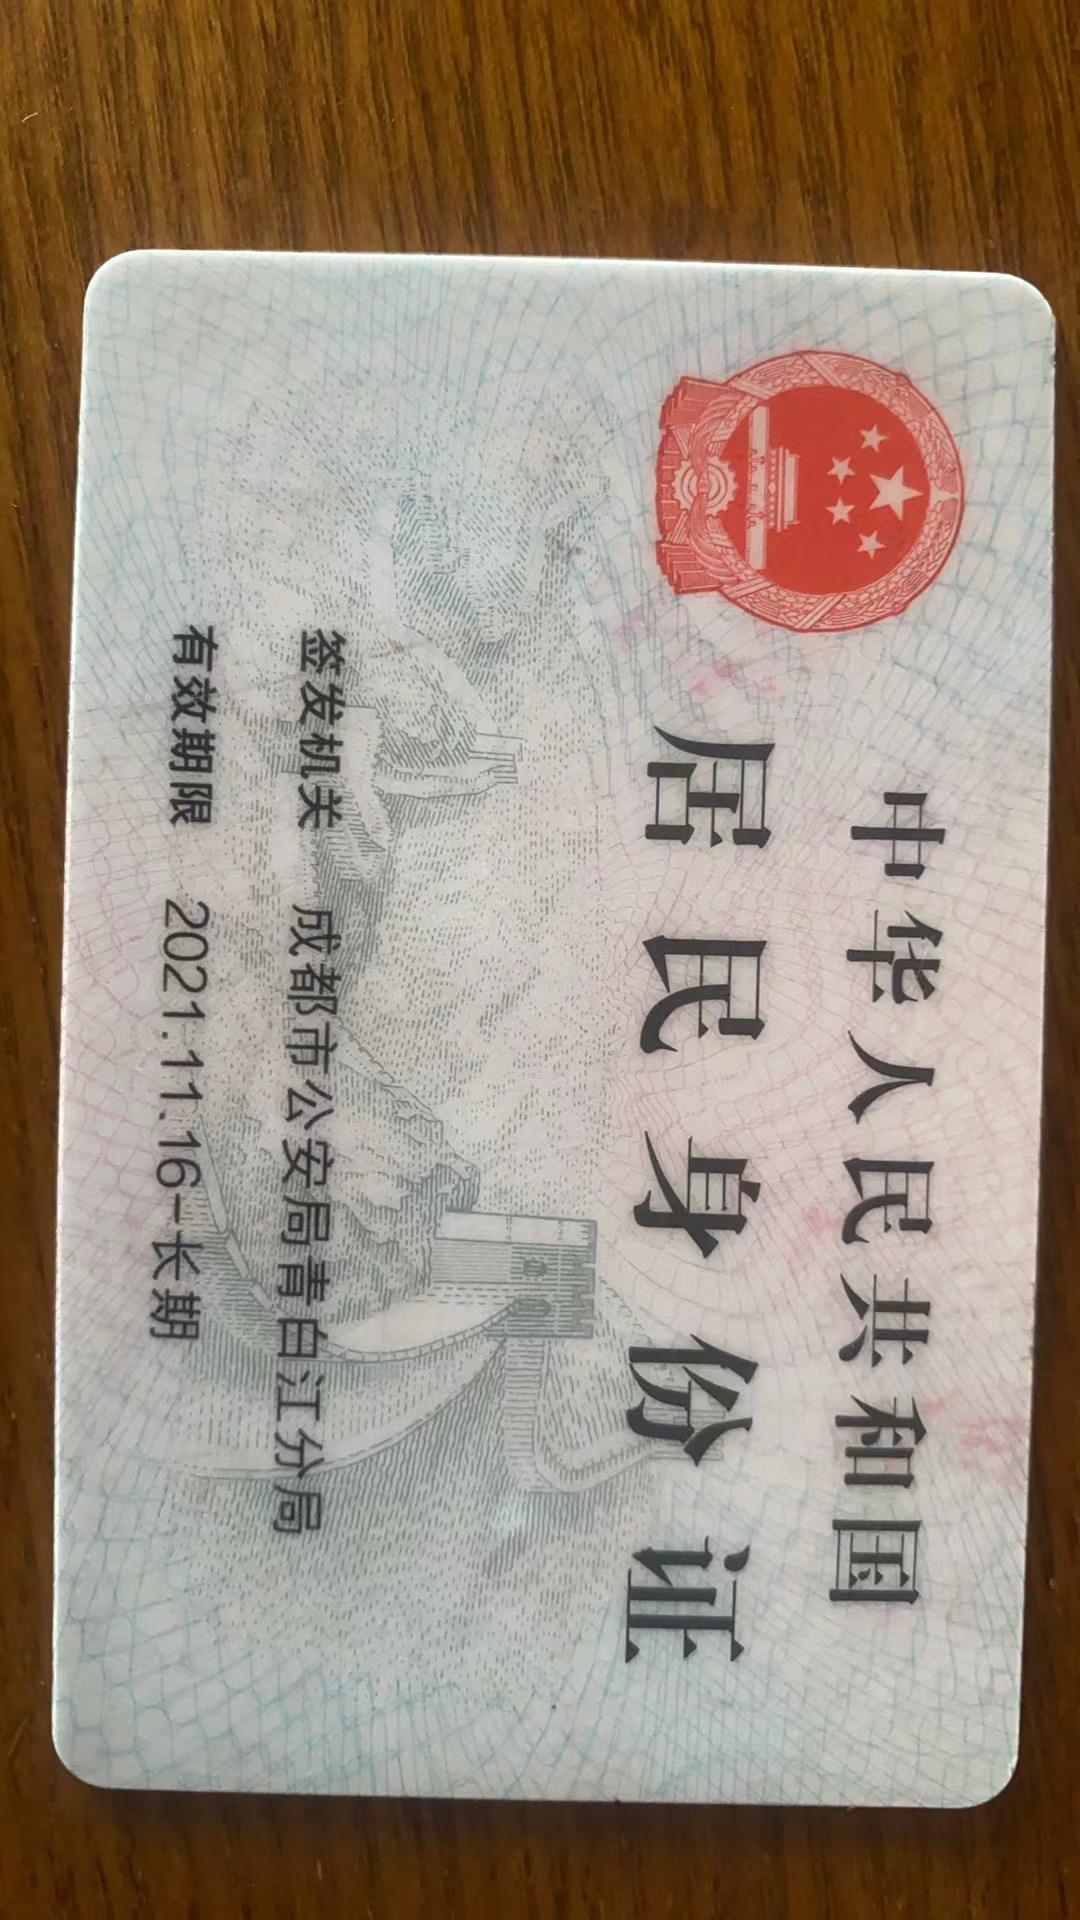 中华人民共和国
居民身份证
签发机关 成都市公安局青白江分局
有效期限 2021.11.16-长期